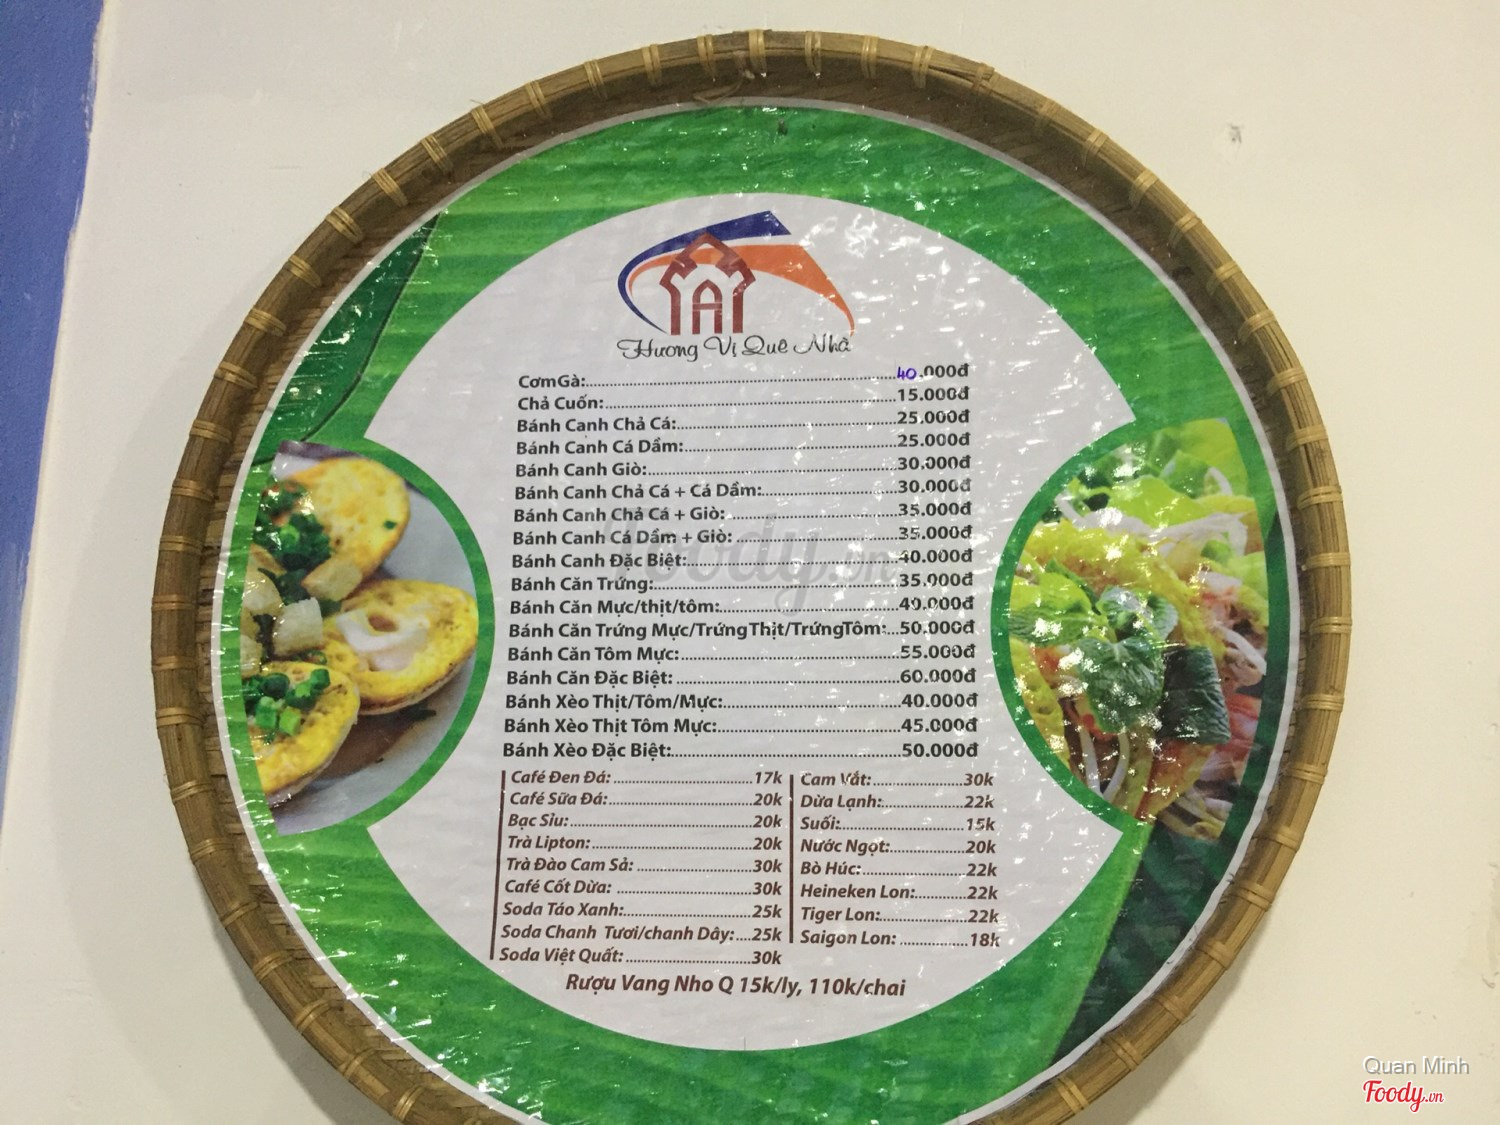 Hương Vị Quê Nhà
CơmGà:..........40.000đ
Chả Cuốn:..........15.000đ
Bánh Canh Chả Cá:..........25.000đ
Bánh Canh Cá Dầm:..........25.000đ
Bánh Canh Giò:..........30.000đ
Bánh Canh Chả Cá + Cá Dầm:..........30.000đ
Bánh Canh Chả Cá + Giò:..........35.000đ
Bánh Canh Cá Dầm + Giò:..........35.000đ
Bánh Canh Đặc Biệt:..........40.000đ
Bánh Căn Trứng:..........35.000đ
Bánh Căn Mực/thịt/tôm:..........40.000đ
Bánh Căn Trứng Mực/TrứngThịt/TrứngTôm:...50.000đ
Bánh Căn Tôm Mực:..........55.000đ
Bánh Căn Đặc Biệt:..........60.000đ
Bánh Xèo Thịt/Tôm/Mực:..........40.000đ
Bánh Xèo Thịt Tôm Mực:..........45.000đ
Bánh Xèo Đặc Biệt:..........50.000đ
Café Đen Đá:..........17k
Café Sữa Đá:..........20k
Bạc Sỉu:..........20k
Trà Lipton:..........20k
Trà Đào Cam Sả:..........30k
Café Cốt Dừa:..........30k
Soda Táo Xanh:..........25k
Soda Chanh Tươi/chanh Dây:....25k
Soda Việt Quất:..........30k
Cam Vắt:..........30k
Dừa Lạnh:..........22k
Suối:..........15k
Nước Ngọt:..........20k
Bò Húc:..........22k
Heineken Lon:..........22k
Tiger Lon:..........22k
Saigon Lon:..........18k
Rượu Vang Nho Q 15k/ly, 110k/chai
Foody.vn
Quan Minh
Foody.vn